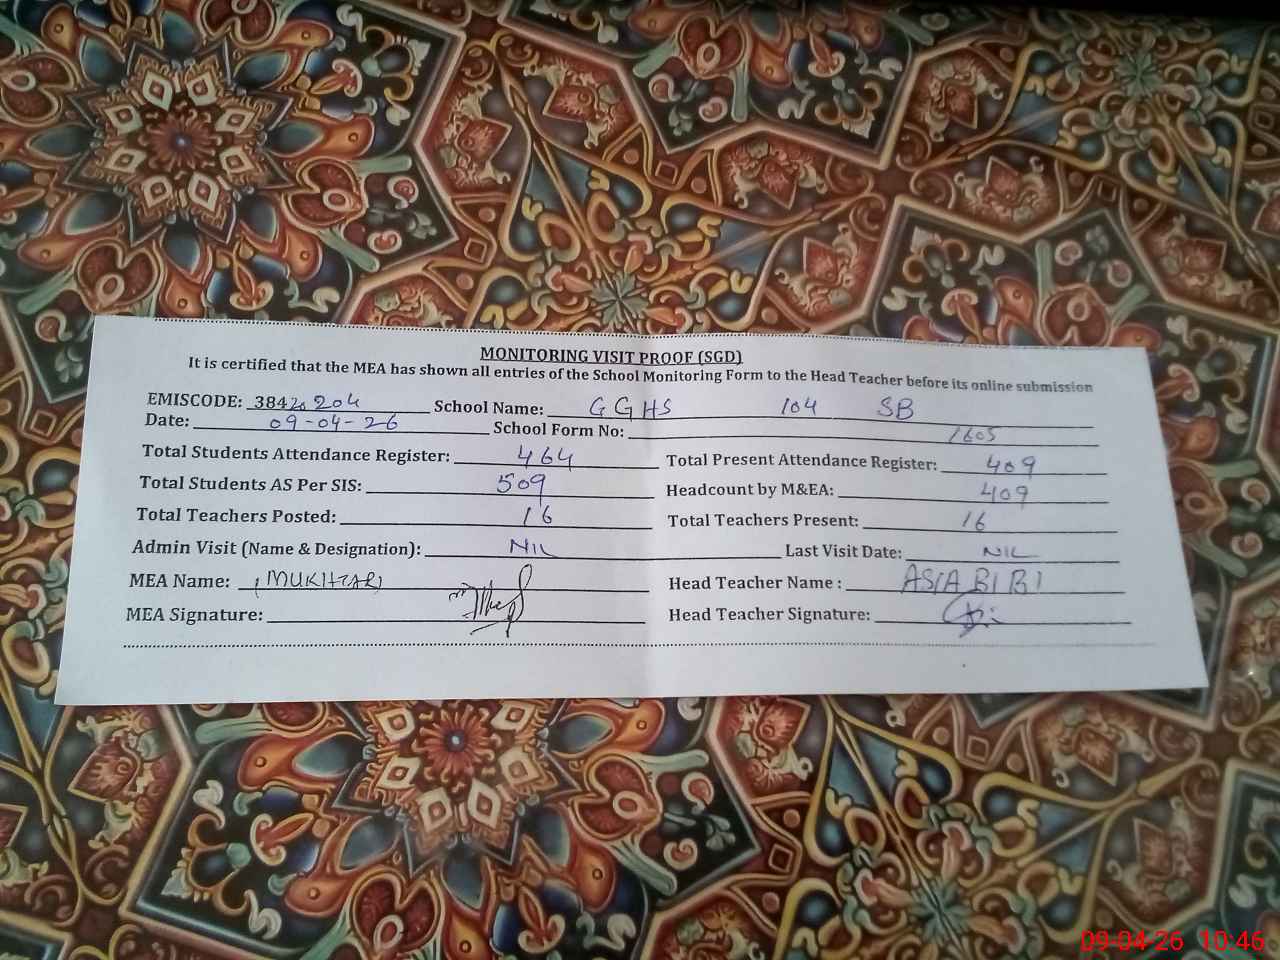 MONITORING VISIT PROOF (SGD)
It is certified that the MEA has shown all entries of the School Monitoring Form to the Head Teacher before its online submission
EMISCODE: 38420204 School Name: GGHS 104 SB
Date: 09-04-26 School Form No: 1605
Total Students Attendance Register: 464 Total Present Attendance Register: 409
Total Students AS Per SIS: 509 Headcount by M&EA: 409
Total Teachers Posted: 16 Total Teachers Present: 16
Admin Visit (Name & Designation): NIL Last Visit Date: NIL
MEA Name: MUKHTAR Head Teacher Name : ASIA BIBI
MEA Signature: Head Teacher Signature:
09-04-26 10:46